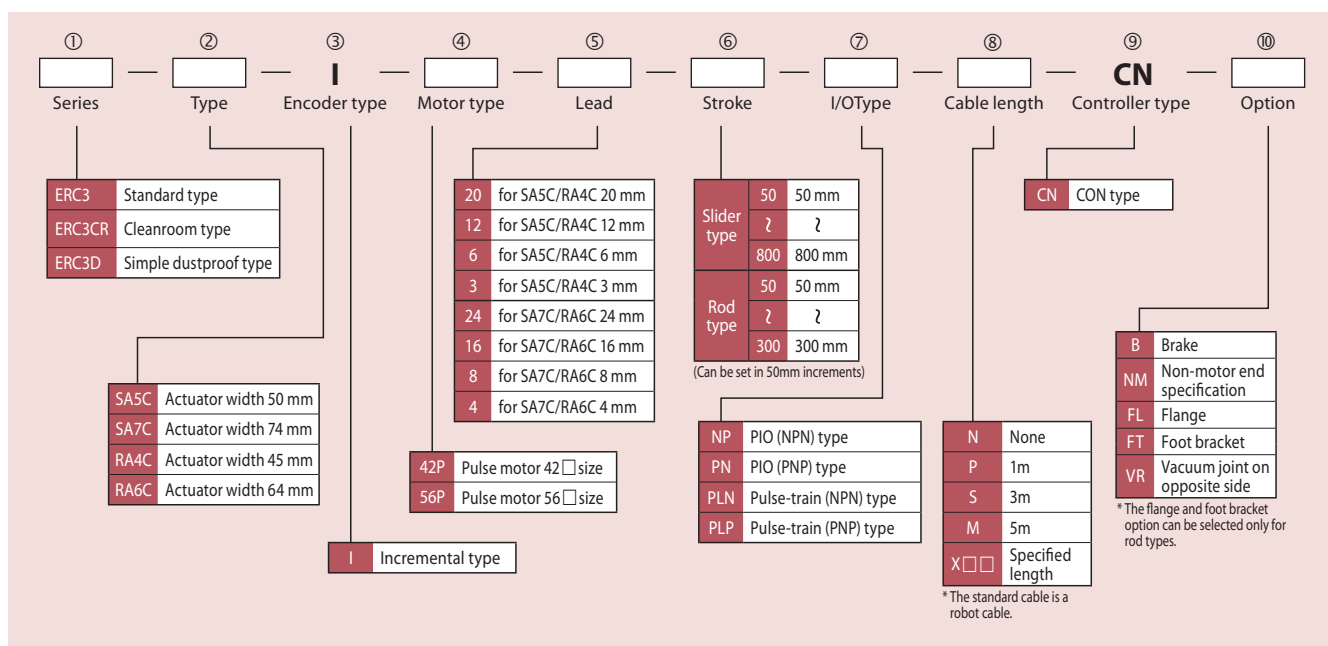 ① ② ③ ④ ⑤ ⑥ ⑦ ⑧ ⑨ ⑩
— — I — — — — — — CN —
Series Type Encoder type Motor type Lead Stroke I/OType Cable length Controller type Option
ERC3 Standard type
ERC3CR Cleanroom type
ERC3D Simple dustproof type
SA5C Actuator width 50 mm
SA7C Actuator width 74 mm
RA4C Actuator width 45 mm
RA6C Actuator width 64 mm
I Incremental type
42P Pulse motor 42□size
56P Pulse motor 56□size
20 for SA5C/RA4C 20 mm
12 for SA5C/RA4C 12 mm
6 for SA5C/RA4C 6 mm
3 for SA5C/RA4C 3 mm
24 for SA7C/RA6C 24 mm
16 for SA7C/RA6C 16 mm
8 for SA7C/RA6C 8 mm
4 for SA7C/RA6C 4 mm
Slider
type
50 50 mm
≀ ≀
800 800 mm
Rod
type
50 50 mm
≀ ≀
300 300 mm
(Can be set in 50mm increments)
NP PIO (NPN) type
PN PIO (PNP) type
PLN Pulse-train (NPN) type
PLP Pulse-train (PNP) type
N None
P 1m
S 3m
M 5m
X□□ Specified
length
* The standard cable is a
robot cable.
CN CON type
B Brake
NM Non-motor end
specification
FL Flange
FT Foot bracket
VR Vacuum joint on
opposite side
* The flange and foot bracket
option can be selected only for
rod types.